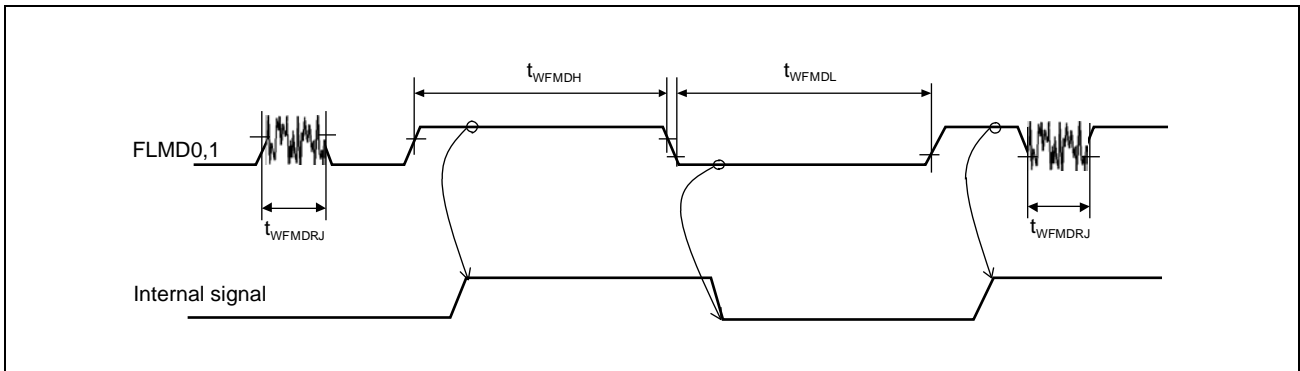 tWFMDH
tWFMDL
FLMD0,1
tWFMDRJ
tWFMDRJ
Internal signal